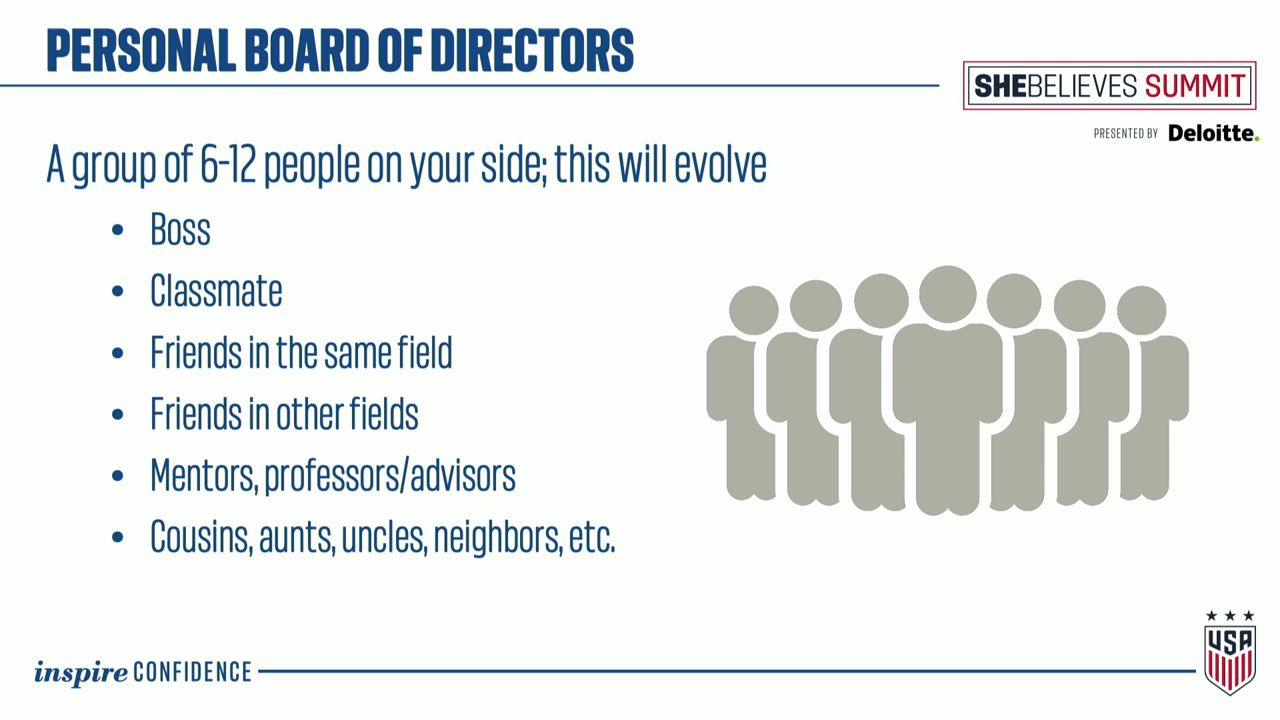 PERSONAL BOARD OF DIRECTORS
SHEBELIEVES SUMMIT
PRESENTED BY Deloitte.
A group of 6-12 people on your side; this will evolve
• Boss
• Classmate
• Friends in the same field
• Friends in other fields
• Mentors, professors/advisors
• Cousins, aunts, uncles, neighbors, etc.
inspire CONFIDENCE
USA